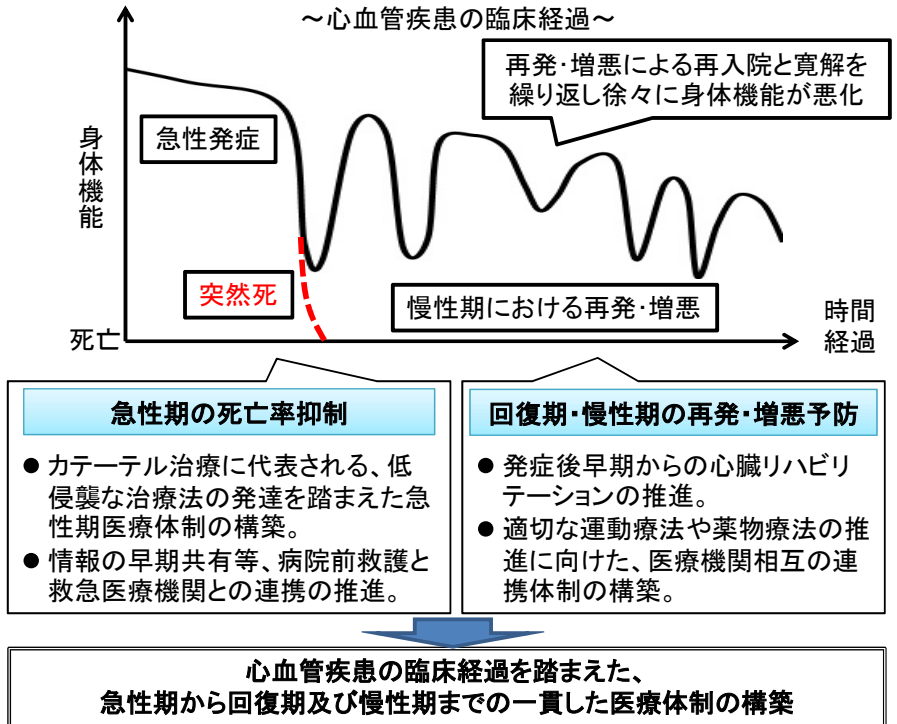 ~心血管疾患の臨床経過~
再発・増悪による再入院と寛解を
繰り返し徐々に身体機能が悪化
急性発症
身体機能
突然死
慢性期における再発・増悪
死亡
時間
経過
急性期の死亡率抑制
● カテーテル治療に代表される、低
侵襲な治療法の発達を踏まえた急
性期医療体制の構築。
● 情報の早期共有等、病院前救護と
救急医療機関との連携の推進。
回復期・慢性期の再発・増悪予防
● 発症後早期からの心臓リハビリ
テーションの推進。
● 適切な運動療法や薬物療法の推
進に向けた、医療機関相互の連
携体制の構築。
心血管疾患の臨床経過を踏まえた、
急性期から回復期及び慢性期までの一貫した医療体制の構築